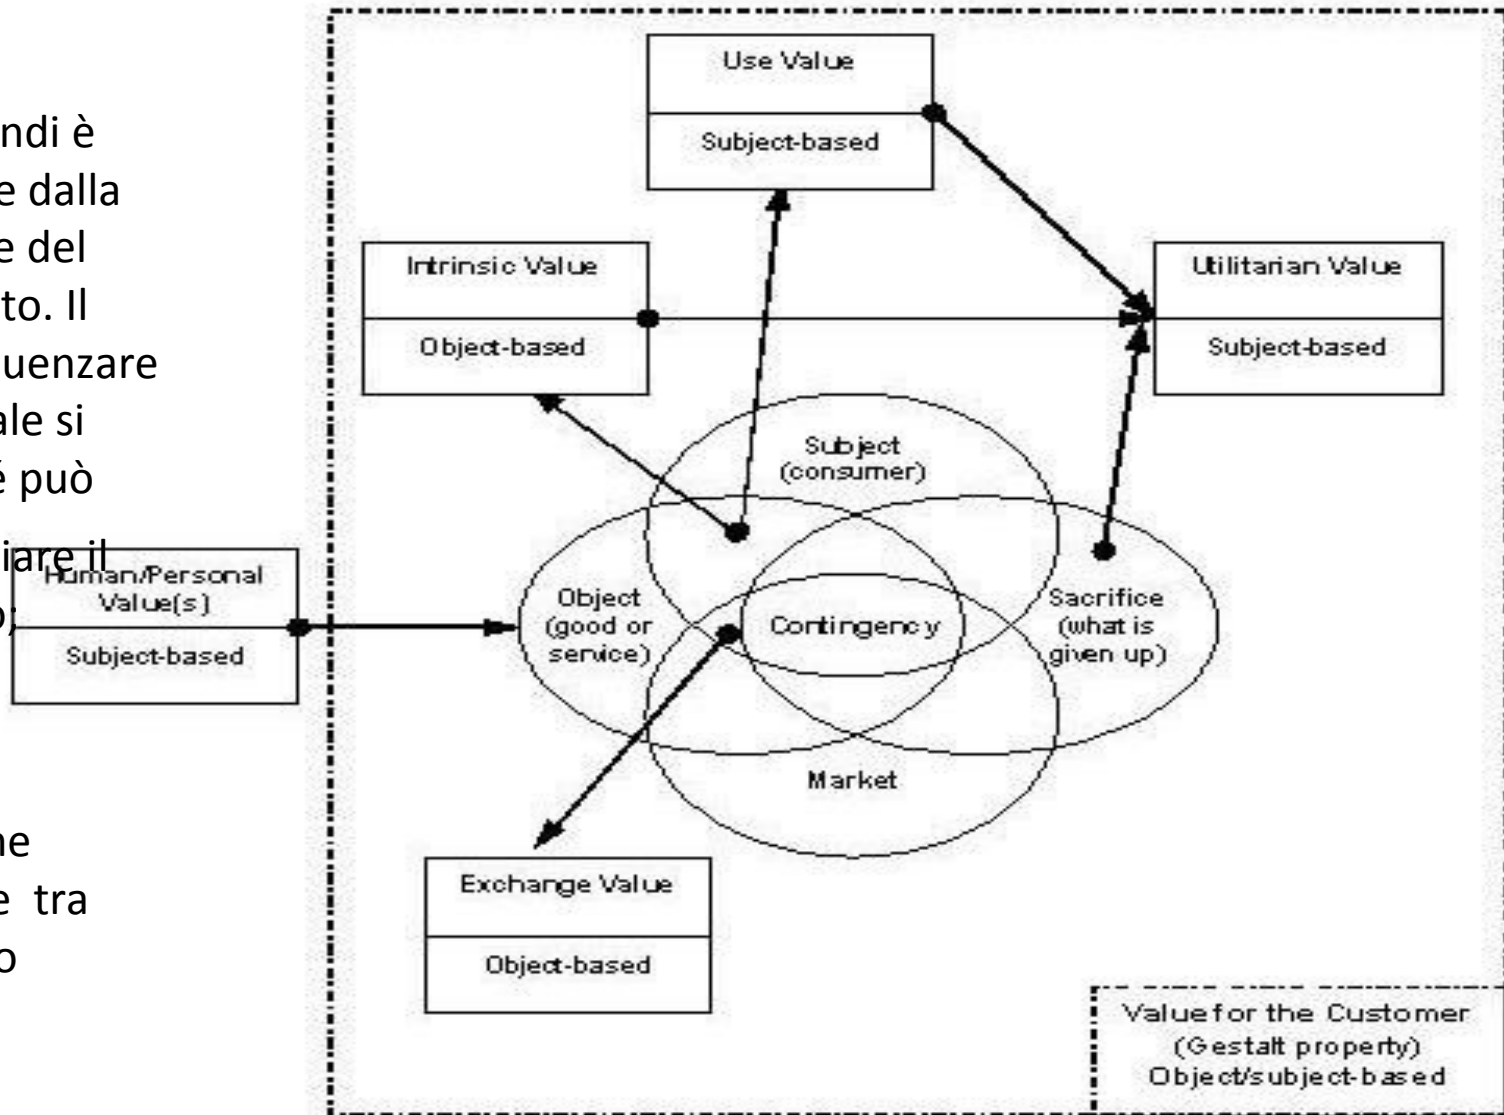 ndi è
e dalla
e del
to. Il
uenzare
ale si
é può
iare il
o;
ne
e tra
o
Use Value
Subject-based
Intrinsic Value
Object-based
Utilitarian Value
Subject-based
Subject
(consumer)
Human/Personal
Value(s)
Subject-based
Object
(good or
service)
Contingency
Sacrifice
(what is
given up)
Market
Exchange Value
Object-based
Value for the Customer
(Gestalt property)
Object/subject-based